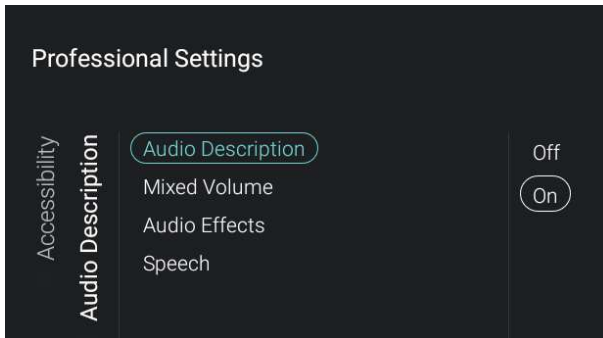 Professional Settings
Accessibility
Audio Description
Audio Description
Mixed Volume
Audio Effects
Speech
Off
On